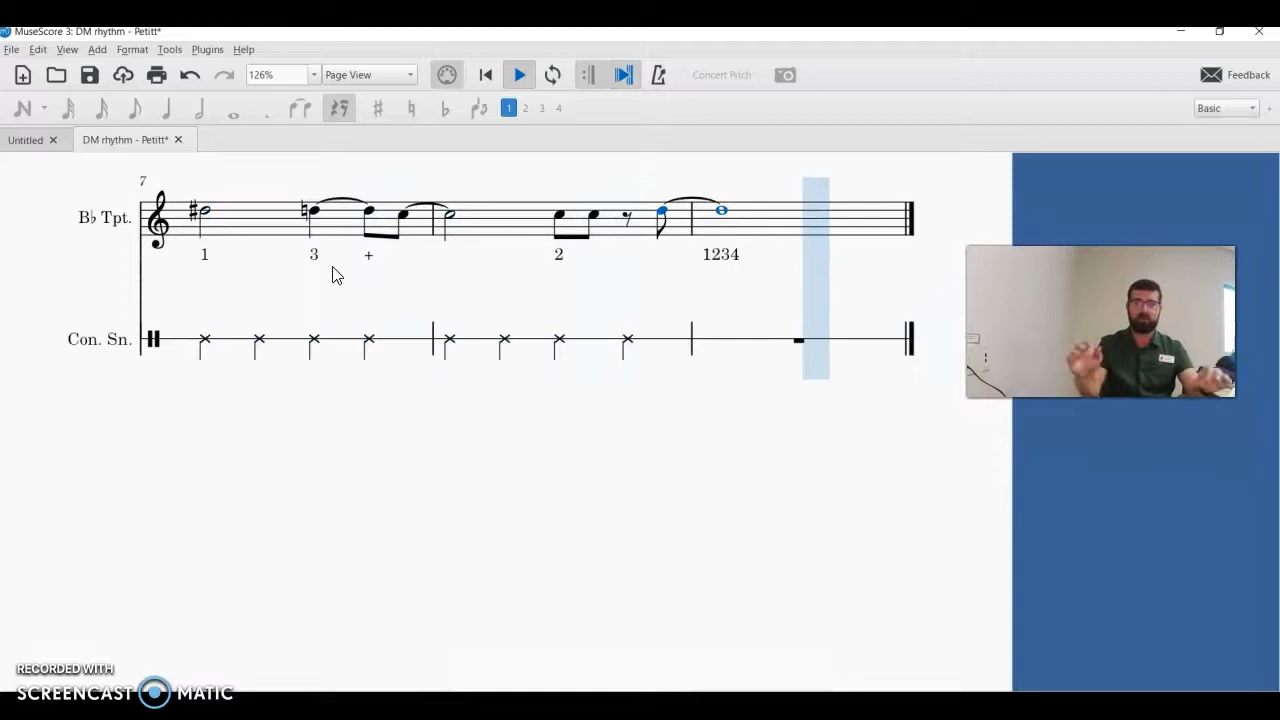 MuseScore 3: DM rhythm - Petitt*
File Edit View Add Format Tools Plugins Help
126% Page View Concert Pitch Feedback
1 2 3 4 Basic
Untitled DM rhythm - Petitt*
7
B♭ Tpt.
1 3 + 2 1234
Con. Sn.
RECORDED WITH
SCREENCAST MATIC